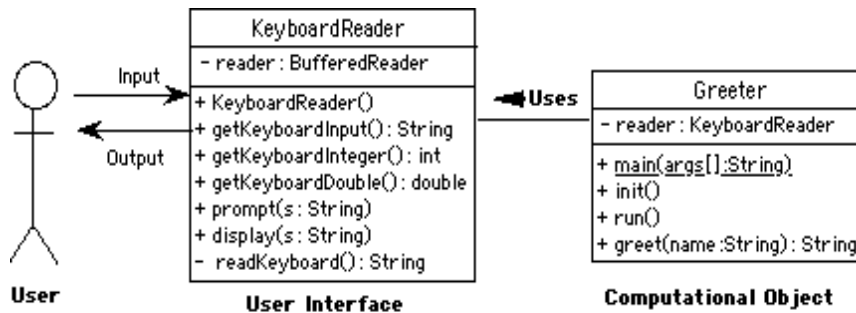 Input
Output
User
KeyboardReader
- reader : BufferedReader
+ KeyboardReader()
+ getKeyboardInput() : String
+ getKeyboardInteger() : int
+ getKeyboardDouble() : double
+ prompt(s : String)
+ display(s : String)
- readKeyboard() : String
User Interface
Uses
Greeter
- reader : KeyboardReader
+ main(args[] :String)
+ init()
+ run()
+ greet(name :String) : String
Computational Object